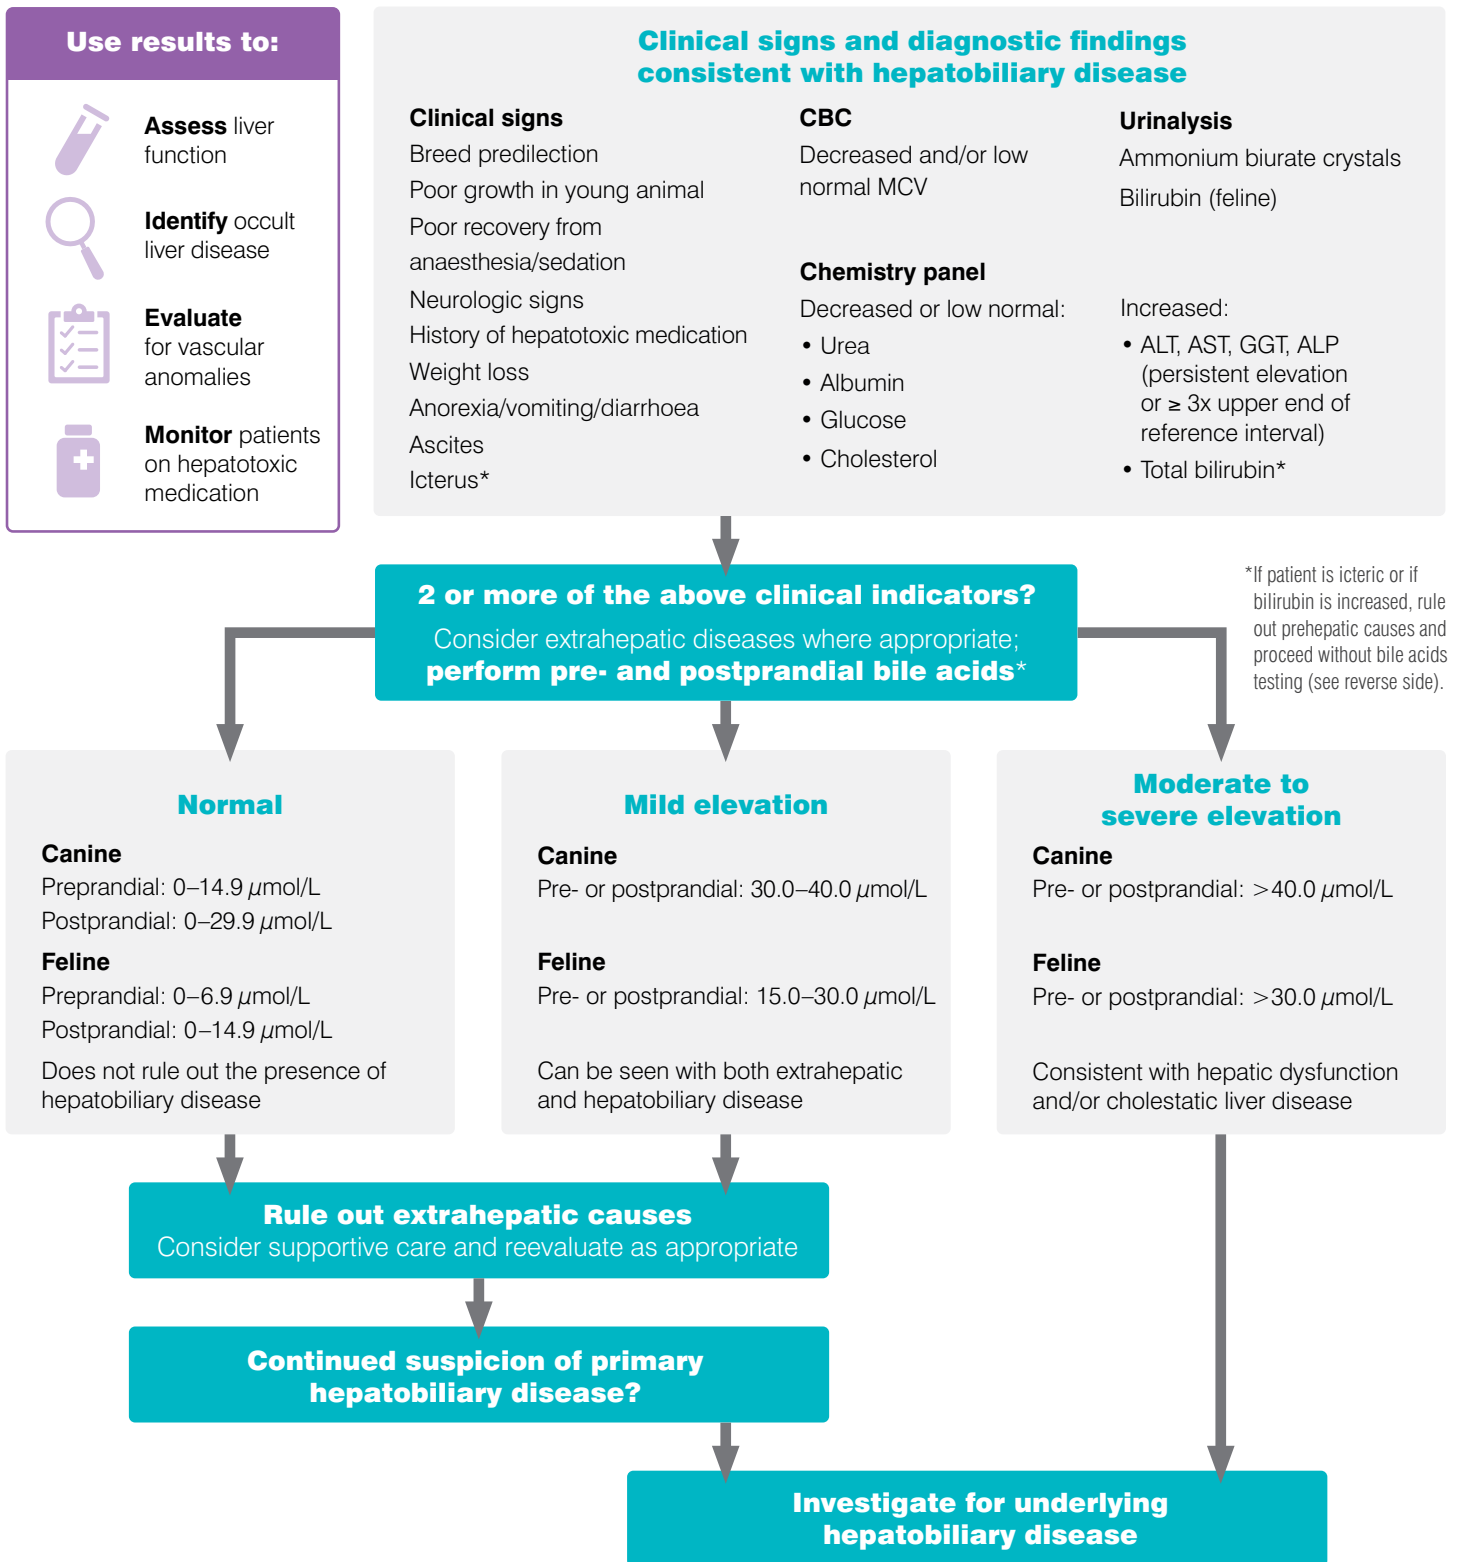 Use results to:
Assess liver
function
Identify occult
liver disease
Evaluate
for vascular
anomalies
Monitor patients
on hepatotoxic
medication
Clinical signs and diagnostic findings
consistent with hepatobiliary disease
Clinical signs
Breed predilection
Poor growth in young animal
Poor recovery from
anaesthesia/sedation
Neurologic signs
History of hepatotoxic medication
Weight loss
Anorexia/vomiting/diarrhoea
Ascites
Icterus*
CBC
Decreased and/or low
normal MCV
Chemistry panel
Decreased or low normal:
• Urea
• Albumin
• Glucose
• Cholesterol
Urinalysis
Ammonium biurate crystals
Bilirubin (feline)
Increased:
• ALT, AST, GGT, ALP
(persistent elevation
or ≥ 3x upper end of
reference interval)
• Total bilirubin*
2 or more of the above clinical indicators?
Consider extrahepatic diseases where appropriate;
perform pre- and postprandial bile acids*
*If patient is icteric or if
bilirubin is increased, rule
out prehepatic causes and
proceed without bile acids
testing (see reverse side).
Normal
Canine
Preprandial: 0–14.9 µmol/L
Postprandial: 0–29.9 µmol/L
Feline
Preprandial: 0–6.9 µmol/L
Postprandial: 0–14.9 µmol/L
Does not rule out the presence of
hepatobiliary disease
Mild elevation
Canine
Pre- or postprandial: 30.0–40.0 µmol/L
Feline
Pre- or postprandial: 15.0–30.0 µmol/L
Can be seen with both extrahepatic
and hepatobiliary disease
Moderate to
severe elevation
Canine
Pre- or postprandial: >40.0 µmol/L
Feline
Pre- or postprandial: >30.0 µmol/L
Consistent with hepatic dysfunction
and/or cholestatic liver disease
Rule out extrahepatic causes
Consider supportive care and reevaluate as appropriate
Continued suspicion of primary
hepatobiliary disease?
Investigate for underlying
hepatobiliary disease